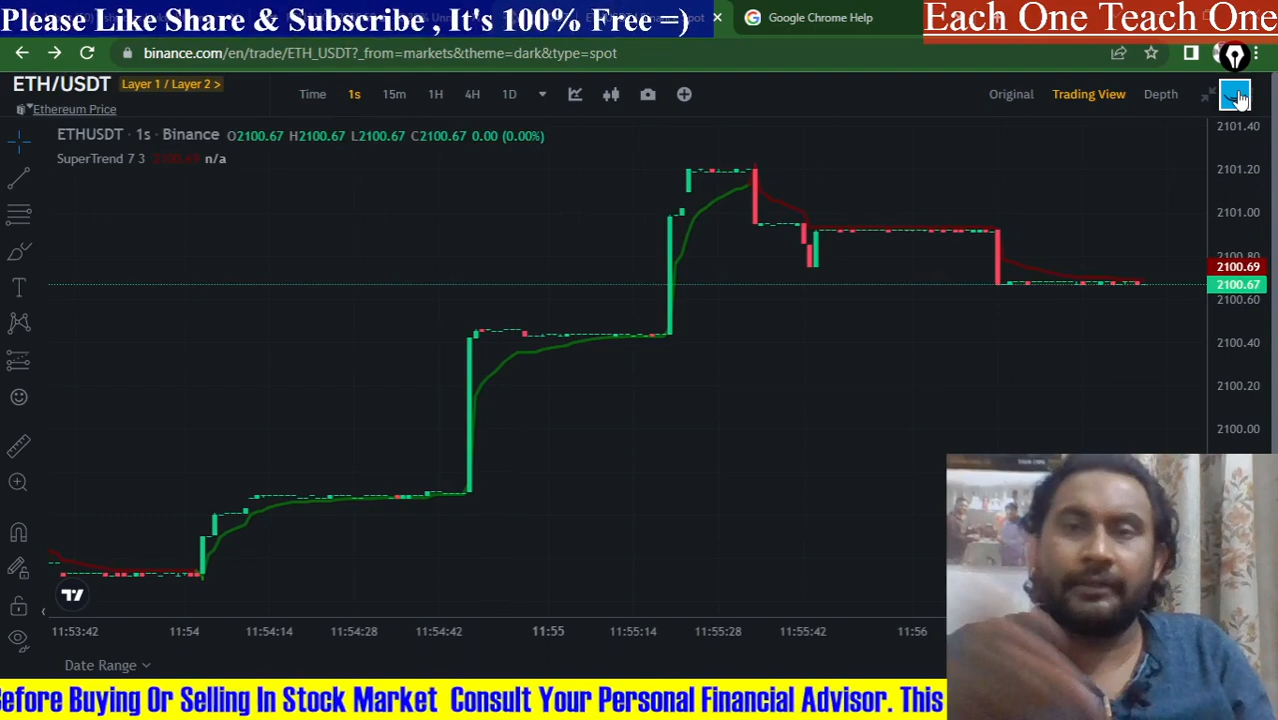 Please Like Share & Subscribe , It's 100% Free =)
Google Chrome Help
Each One Teach One
binance.com/en/trade/ETH_USDT?_from=markets&theme=dark&type=spot
ETH/USDT
Layer 1 / Layer 2 >
Ethereum Price
Time
1s
15m
1H
4H
1D
Original
Trading View
Depth
ETHUSDT · 1s · Binance O2100.67 H2100.67 L2100.67 C2100.67 0.00 (0.00%)
SuperTrend 7 3 2100.69 n/a
2101.40
2101.20
2101.00
2100.80
2100.69
2100.67
2100.60
2100.40
2100.20
2100.00
11:53:42
11:54
11:54:14
11:54:28
11:54:42
11:55
11:55:14
11:55:28
11:55:42
11:56
Date Range
efore Buying Or Selling In Stock Market Consult Your Personal Financial Advisor. This